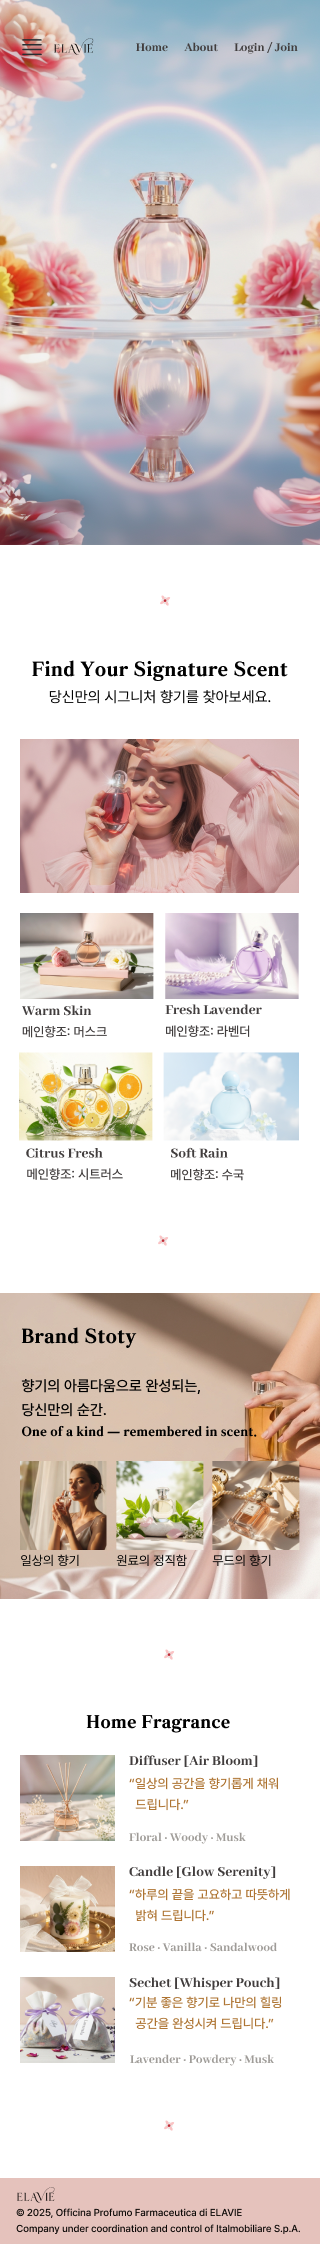 ELAVIE
Home About Login / Join
Find Your Signature Scent
당신만의 시그니처 향기를 찾아보세요.
Warm Skin
메인향조: 머스크
Fresh Lavender
메인향조: 라벤더
Citrus Fresh
메인향조: 시트러스
Soft Rain
메인향조: 수국
Brand Stoty
향기의 아름다움으로 완성되는,
당신만의 순간.
One of a kind — remembered in scent.
일상의 향기
원료의 정직함
무드의 향기
Home Fragrance
Diffuser [Air Bloom]
“일상의 공간을 향기롭게 채워
드립니다.”
Floral · Woody · Musk
Candle [Glow Serenity]
“하루의 끝을 고요하고 따뜻하게
밝혀 드립니다.”
Rose · Vanilla · Sandalwood
Sechet [Whisper Pouch]
“기분 좋은 향기로 나만의 힐링
공간을 완성시켜 드립니다.”
Lavender · Powdery · Musk
ELAVIE
© 2025, Officina Profumo Farmaceutica di ELAVIE
Company under coordination and control of Italmobiliare S.p.A.